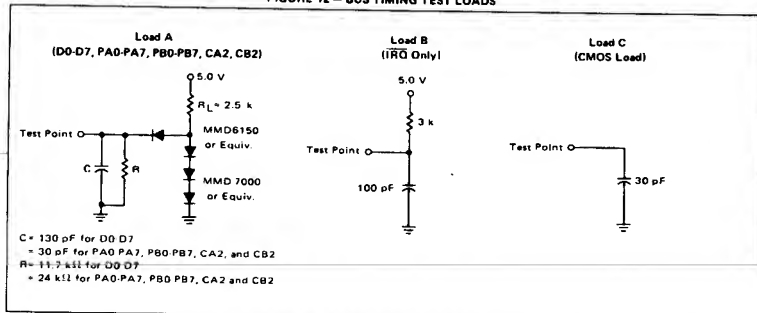 FIGURE 12 – BUS TIMING TEST LOADS
Load A
(D0-D7, PA0-PA7, PB0-PB7, CA2, CB2)
5.0 V
RL= 2.5 k
Test Point
MMD6150
or Equiv.
C
R
MMD 7000
or Equiv.
C = 130 pF for D0-D7
= 30 pF for PA0-PA7, PB0-PB7, CA2, and CB2
R= 11.7 kΩ for D0-D7
= 24 kΩ for PA0-PA7, PB0-PB7, CA2 and CB2
Load B
(I̅R̅Q̅ Only)
5.0 V
3 k
Test Point
100 pF
Load C
(CMOS Load)
Test Point
30 pF